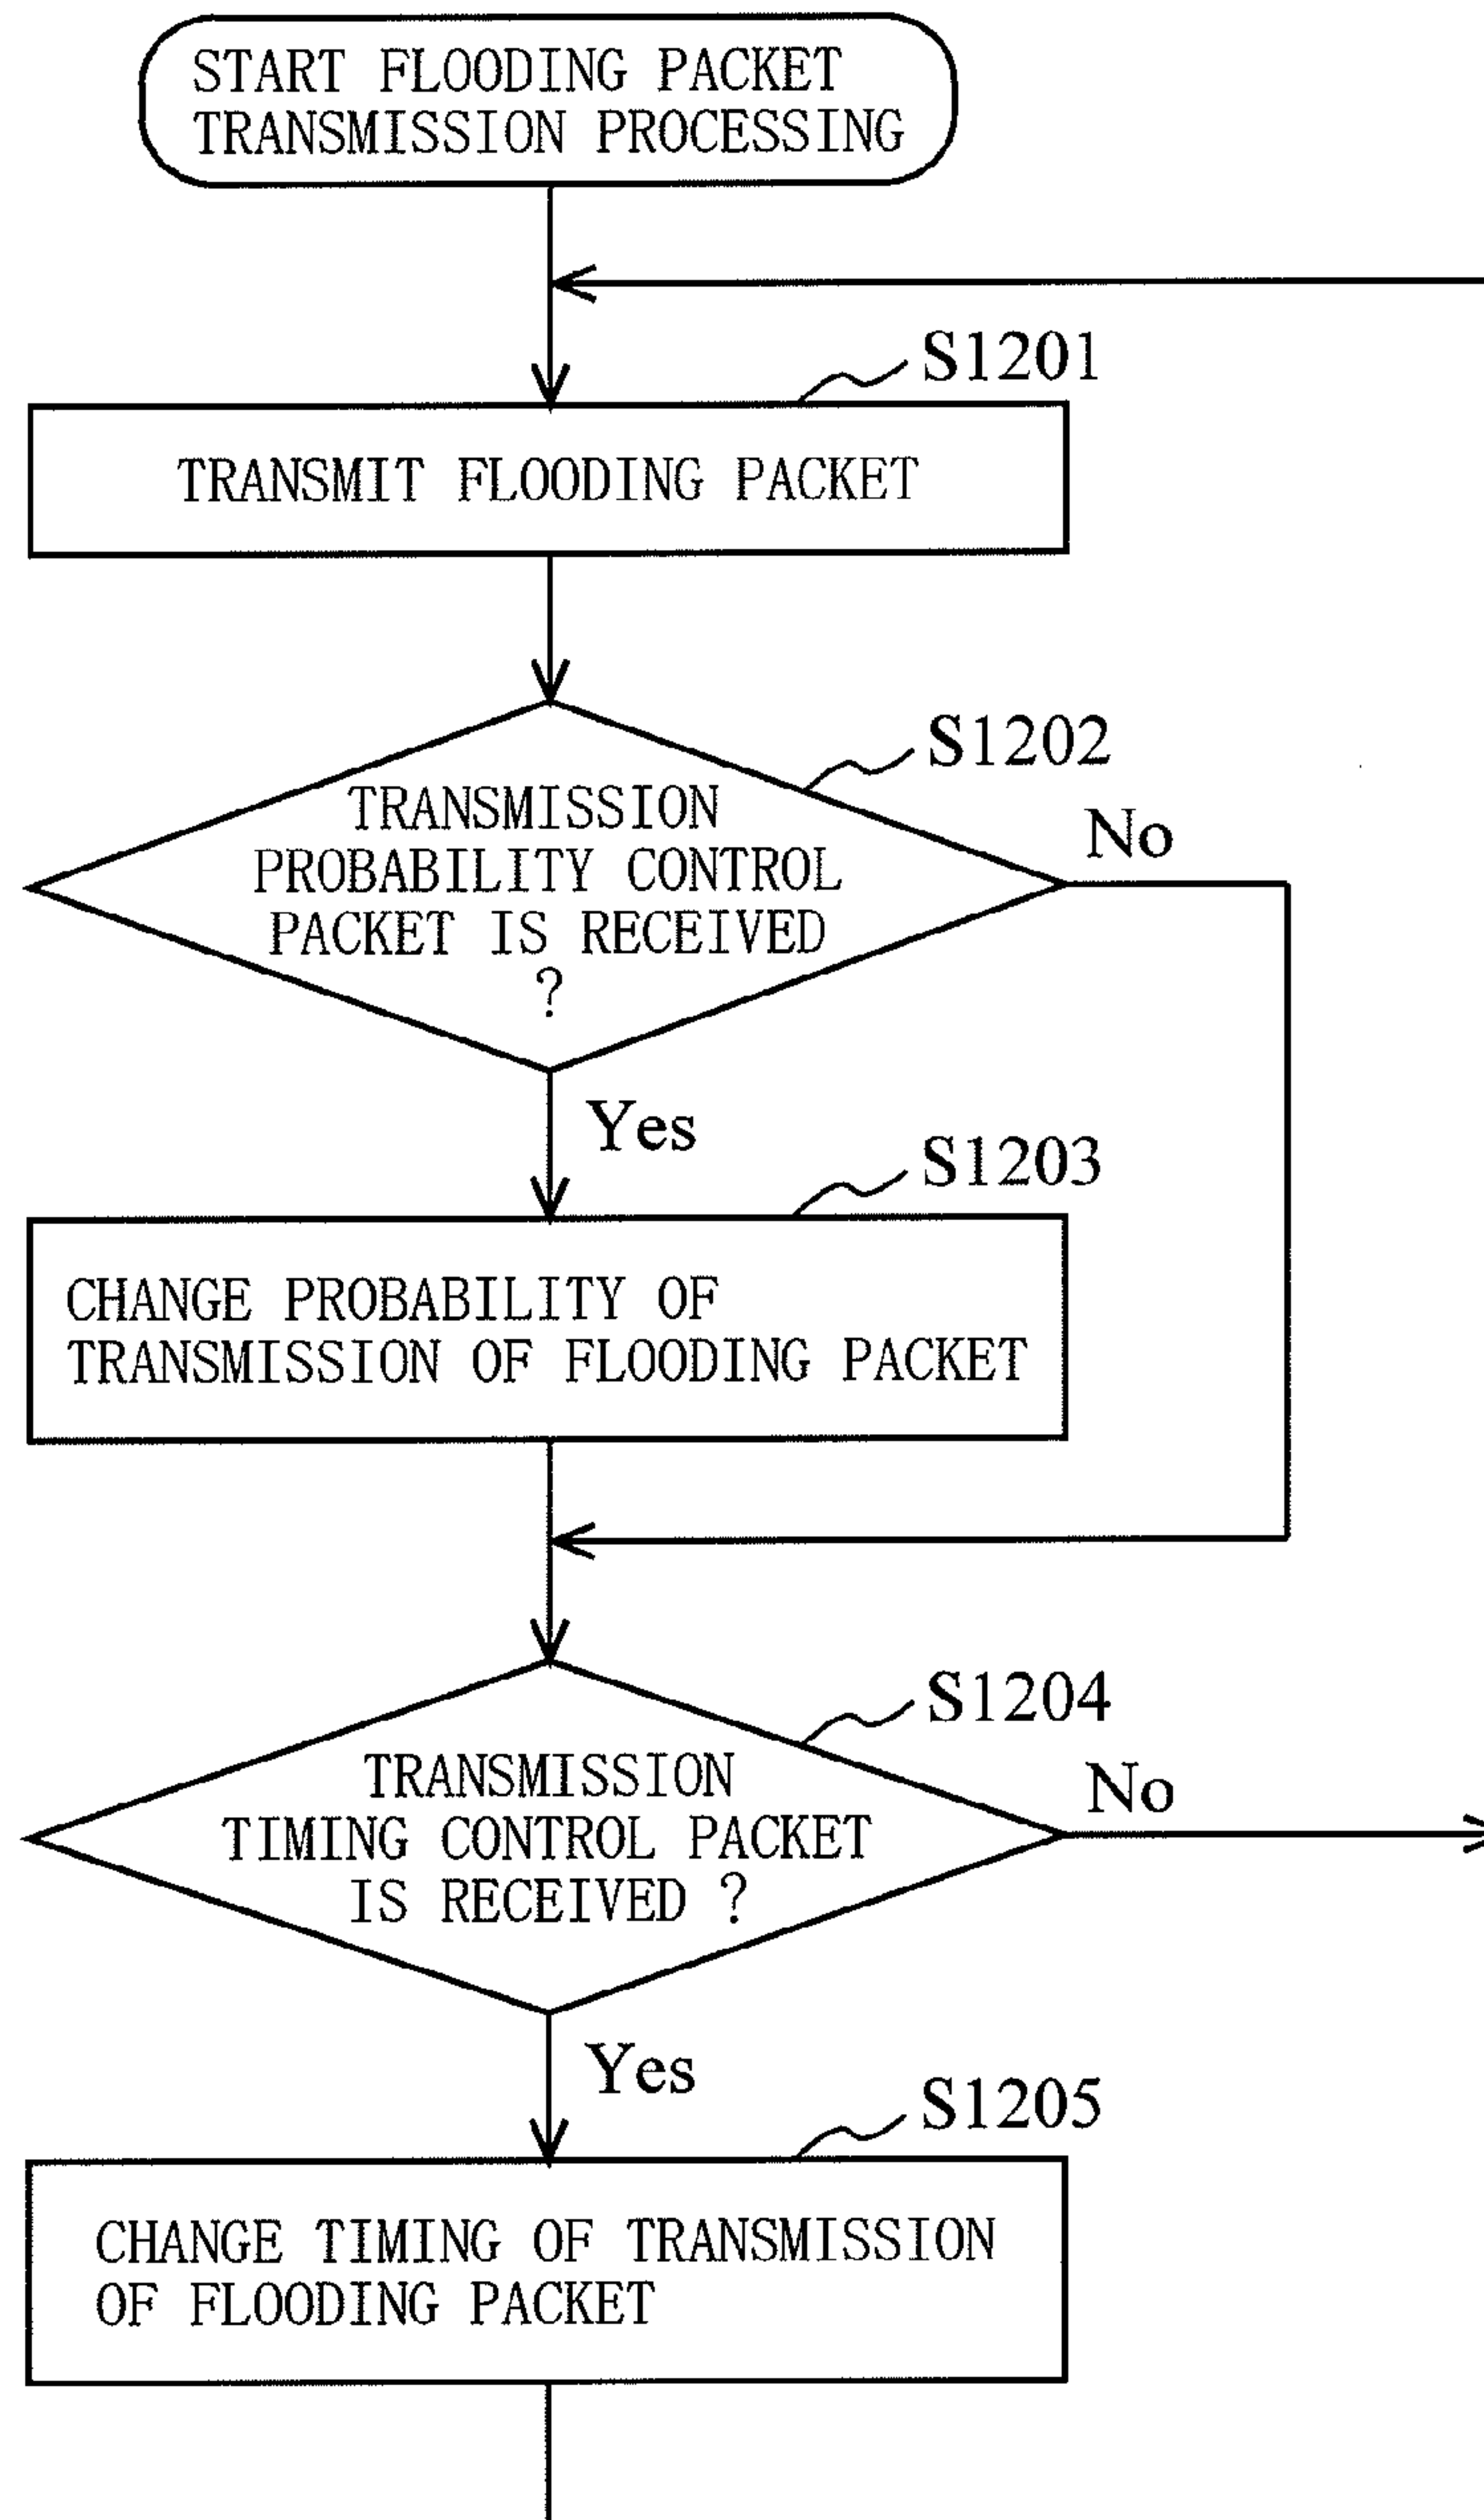 START FLOODING PACKET
TRANSMISSION PROCESSING
S1201
TRANSMIT FLOODING PACKET
S1202
TRANSMISSION
PROBABILITY CONTROL
PACKET IS RECEIVED
?
No
Yes
S1203
CHANGE PROBABILITY OF
TRANSMISSION OF FLOODING PACKET
S1204
TRANSMISSION
TIMING CONTROL PACKET
IS RECEIVED ?
No
Yes
S1205
CHANGE TIMING OF TRANSMISSION
OF FLOODING PACKET